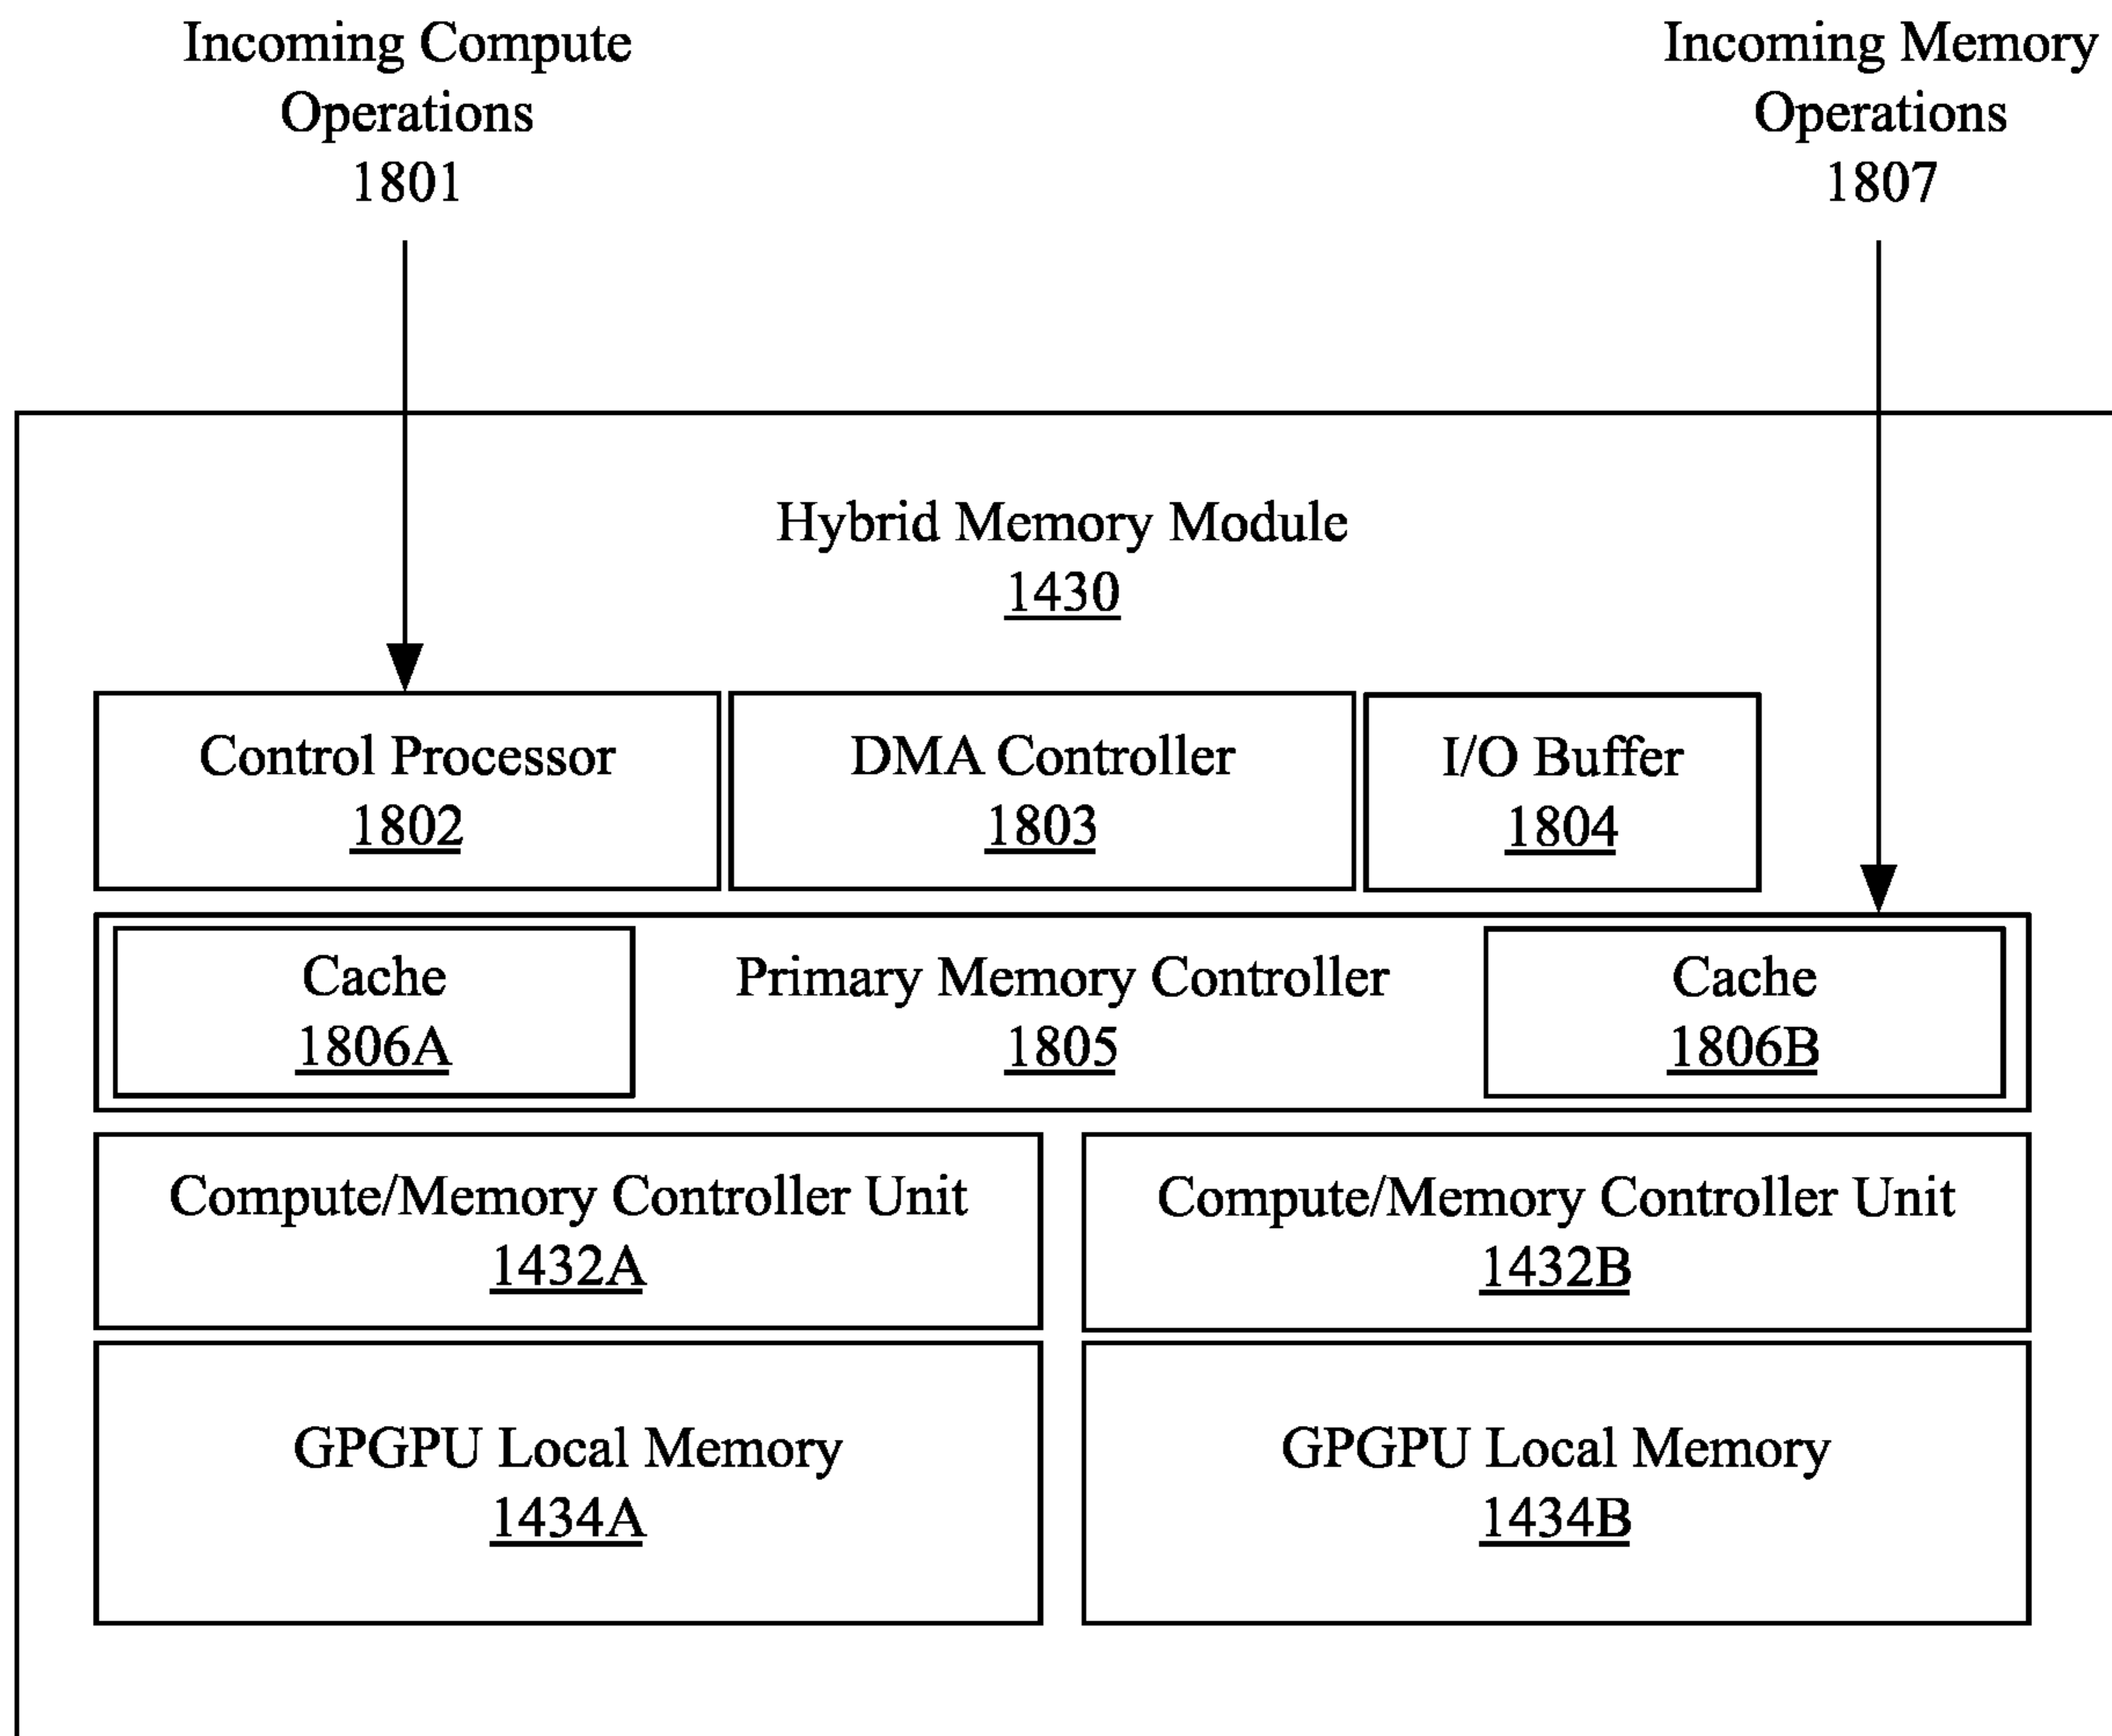 Incoming Compute
Operations
1801
Incoming Memory
Operations
1807
Hybrid Memory Module
1430
Control Processor
1802
DMA Controller
1803
I/O Buffer
1804
Cache
1806A
Primary Memory Controller
1805
Cache
1806B
Compute/Memory Controller Unit
1432A
Compute/Memory Controller Unit
1432B
GPGPU Local Memory
1434A
GPGPU Local Memory
1434B